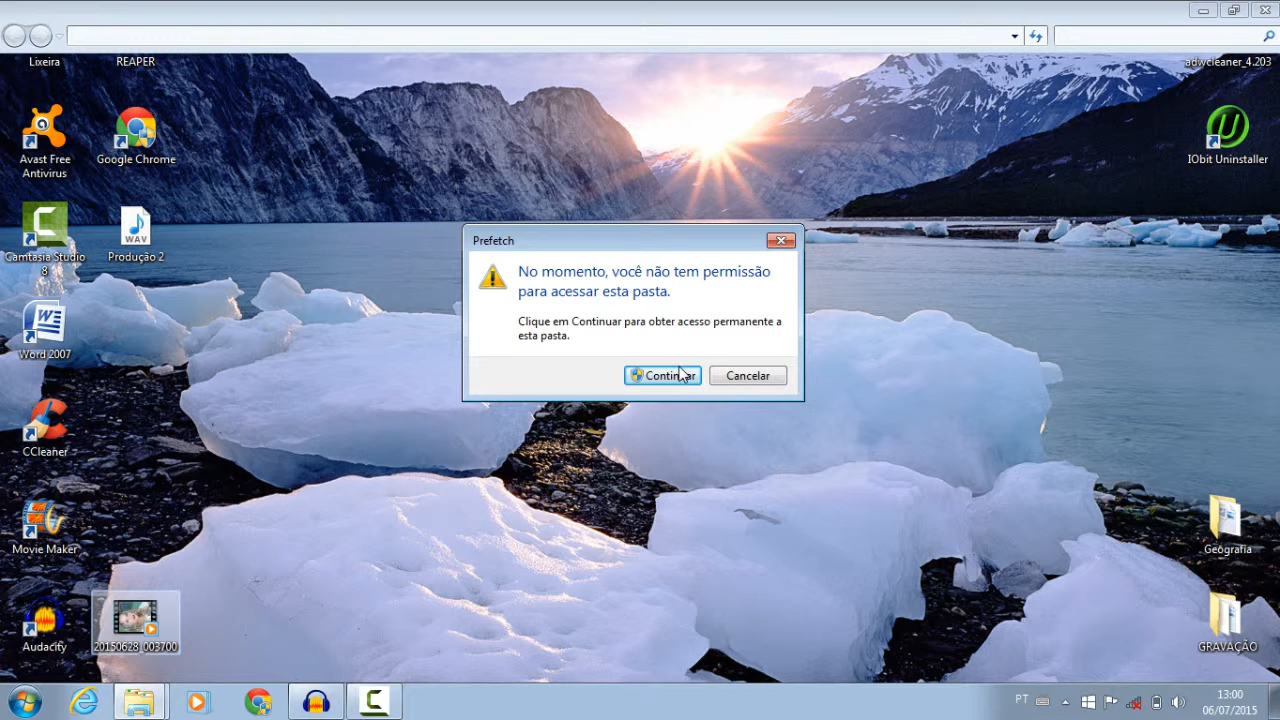 Lixeira
REAPER
adwcleaner_4.203
Avast Free
Antivirus
Google Chrome
IObit Uninstaller
Camtasia Studio
8
WAV
Produção 2
Prefetch
No momento, você não tem permissão
para acessar esta pasta.
Clique em Continuar para obter acesso permanente a
esta pasta.
Continuar
Cancelar
Word 2007
CCleaner
Movie Maker
Geografia
Audacity
20150628_003700
GRAVAÇÃO
PT
13:00
06/07/2015